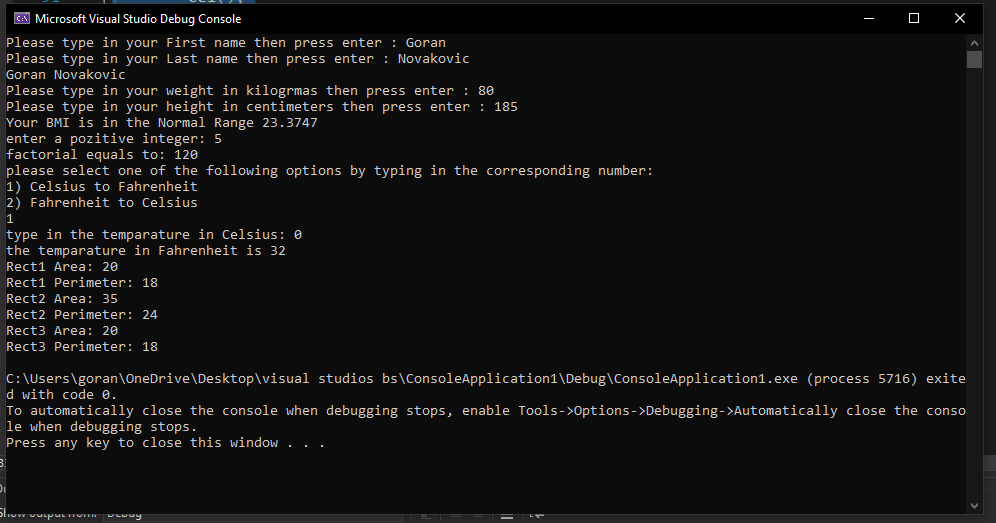 Microsoft Visual Studio Debug Console
Please type in your First name then press enter : Goran
Please type in your Last name then press enter : Novakovic
Goran Novakovic
Please type in your weight in kilogrmas then press enter : 80
Please type in your height in centimeters then press enter : 185
Your BMI is in the Normal Range 23.3747
enter a pozitive integer: 5
factorial equals to: 120
please select one of the following options by typing in the corresponding number:
1) Celsius to Fahrenheit
2) Fahrenheit to Celsius
1
type in the temparature in Celsius: 0
the temparature in Fahrenheit is 32
Rect1 Area: 20
Rect1 Perimeter: 18
Rect2 Area: 35
Rect2 Perimeter: 24
Rect3 Area: 20
Rect3 Perimeter: 18
C:\Users\goran\OneDrive\Desktop\visual studios bs\ConsoleApplication1\Debug\ConsoleApplication1.exe (process 5716) exite
d with code 0.
To automatically close the console when debugging stops, enable Tools->Options->Debugging->Automatically close the conso
le when debugging stops.
Press any key to close this window . . .